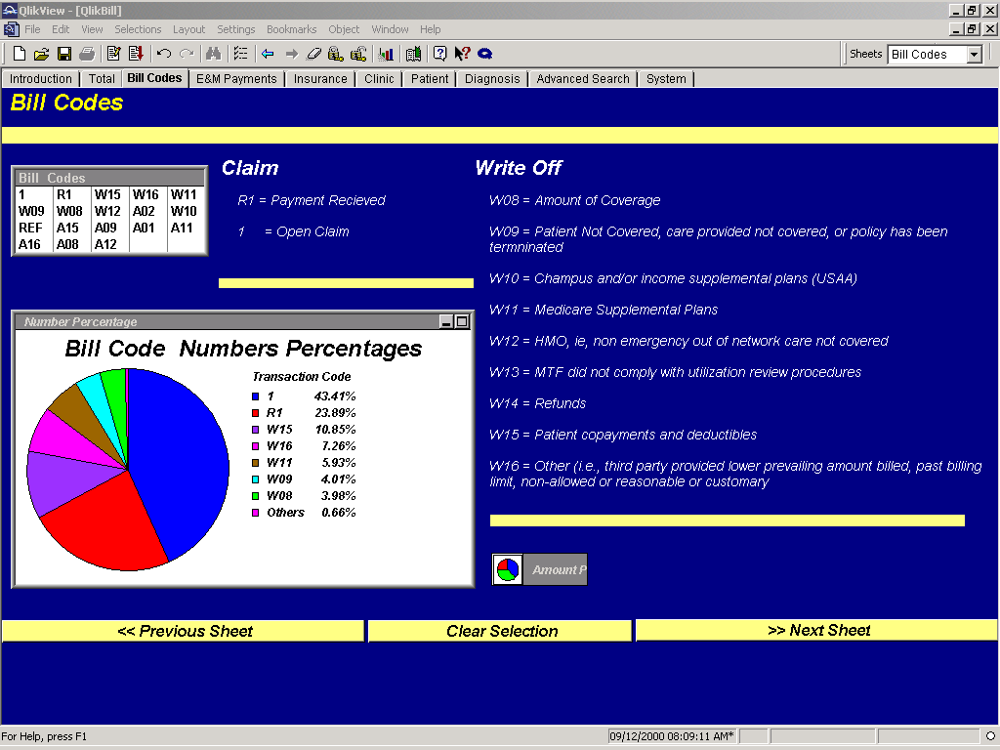 QlikView - [QlikBill]
File Edit View Selections Layout Settings Bookmarks Object Window Help
Sheets Bill Codes
Introduction Total Bill Codes E&M Payments Insurance Clinic Patient Diagnosis Advanced Search System
Bill Codes
Bill Codes
1 R1 W15 W16 W11
W09 W08 W12 A02 W10
REF A15 A09 A01 A11
A16 A08 A12
Claim
R1 = Payment Recieved
1 = Open Claim
Write Off
W08 = Amount of Coverage
W09 = Patient Not Covered, care provided not covered, or policy has been
termninated
W10 = Champus and/or income supplemental plans (USAA)
W11 = Medicare Supplemental Plans
W12 = HMO, ie, non emergency out of network care not covered
W13 = MTF did not comply with utilization review procedures
W14 = Refunds
W15 = Patient copayments and deductibles
W16 = Other (i.e., third party provided lower prevailing amount billed, past billing
limit, non-allowed or reasonable or customary
Number Percentage
Bill Code Numbers Percentages
Transaction Code
1 43.41%
R1 23.89%
W15 10.85%
W16 7.26%
W11 5.93%
W09 4.01%
W08 3.98%
Others 0.66%
Amount P
<< Previous Sheet
Clear Selection
>> Next Sheet
For Help, press F1
09/12/2000 08:09:11 AM*